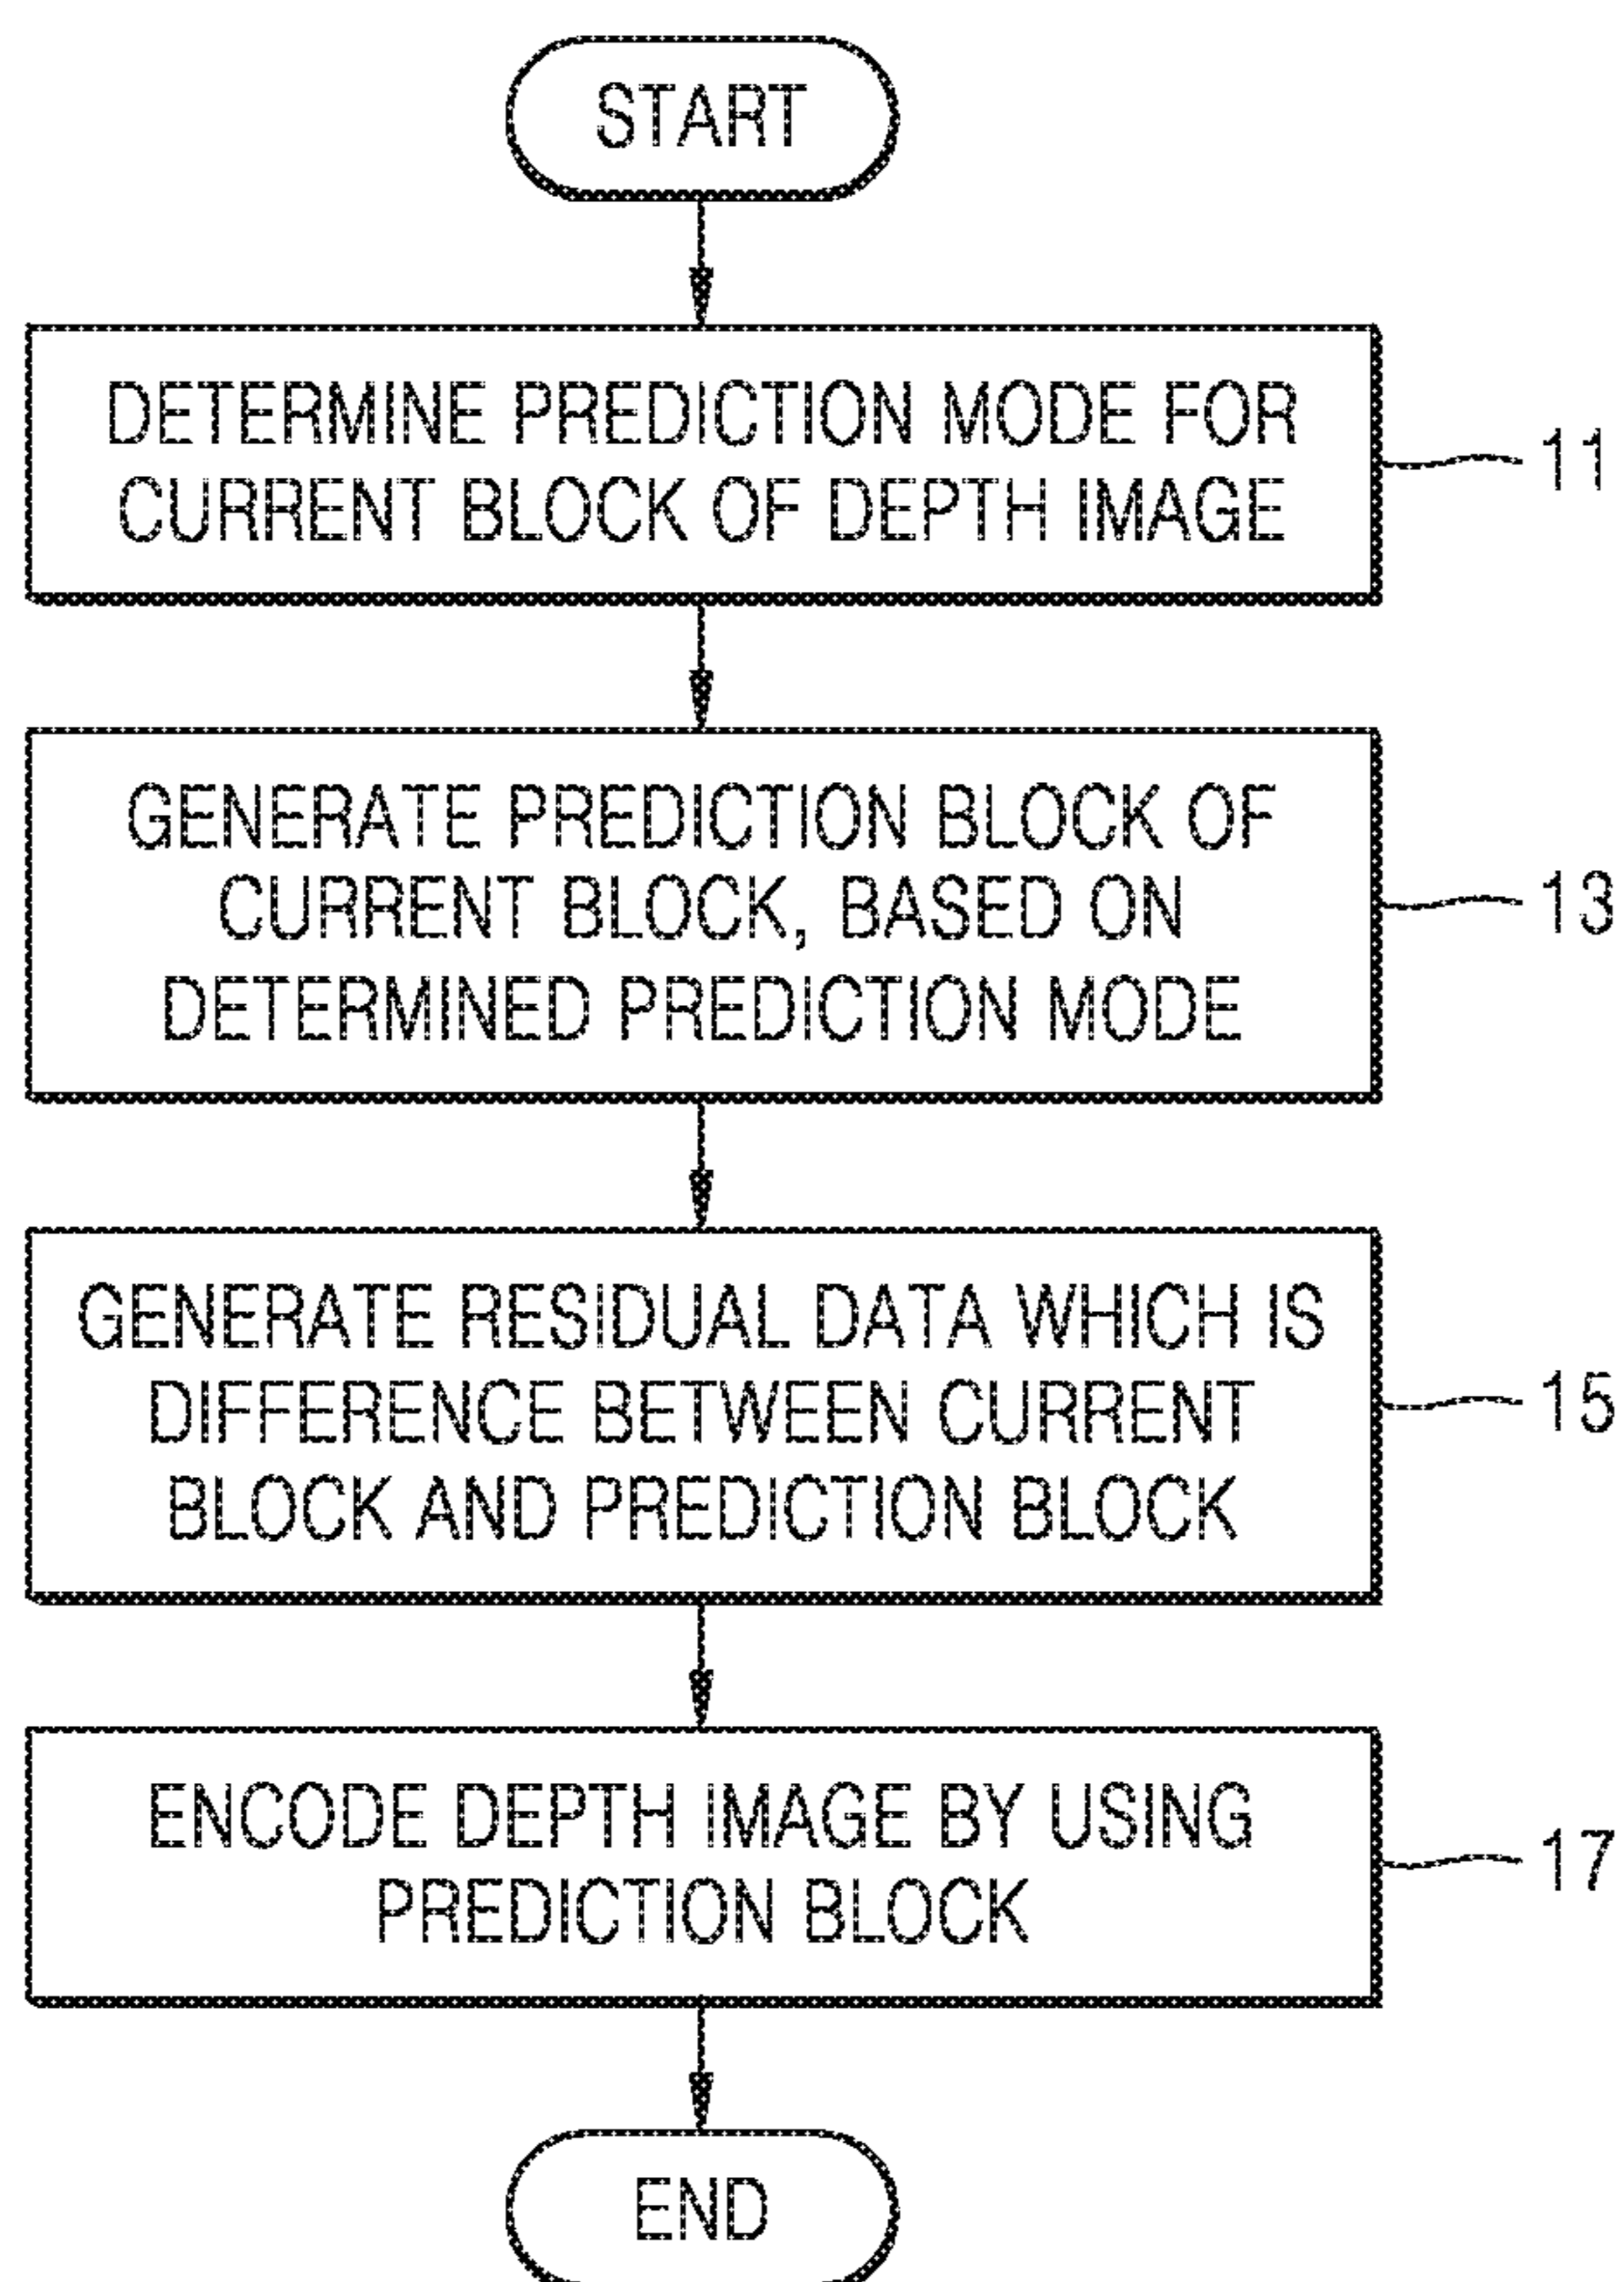 START
DETERMINE PREDICTION MODE FOR
CURRENT BLOCK OF DEPTH IMAGE
11
GENERATE PREDICTION BLOCK OF
CURRENT BLOCK, BASED ON
DETERMINED PREDICTION MODE
13
GENERATE RESIDUAL DATA WHICH IS
DIFFERENCE BETWEEN CURRENT
BLOCK AND PREDICTION BLOCK
15
ENCODE DEPTH IMAGE BY USING
PREDICTION BLOCK
17
END